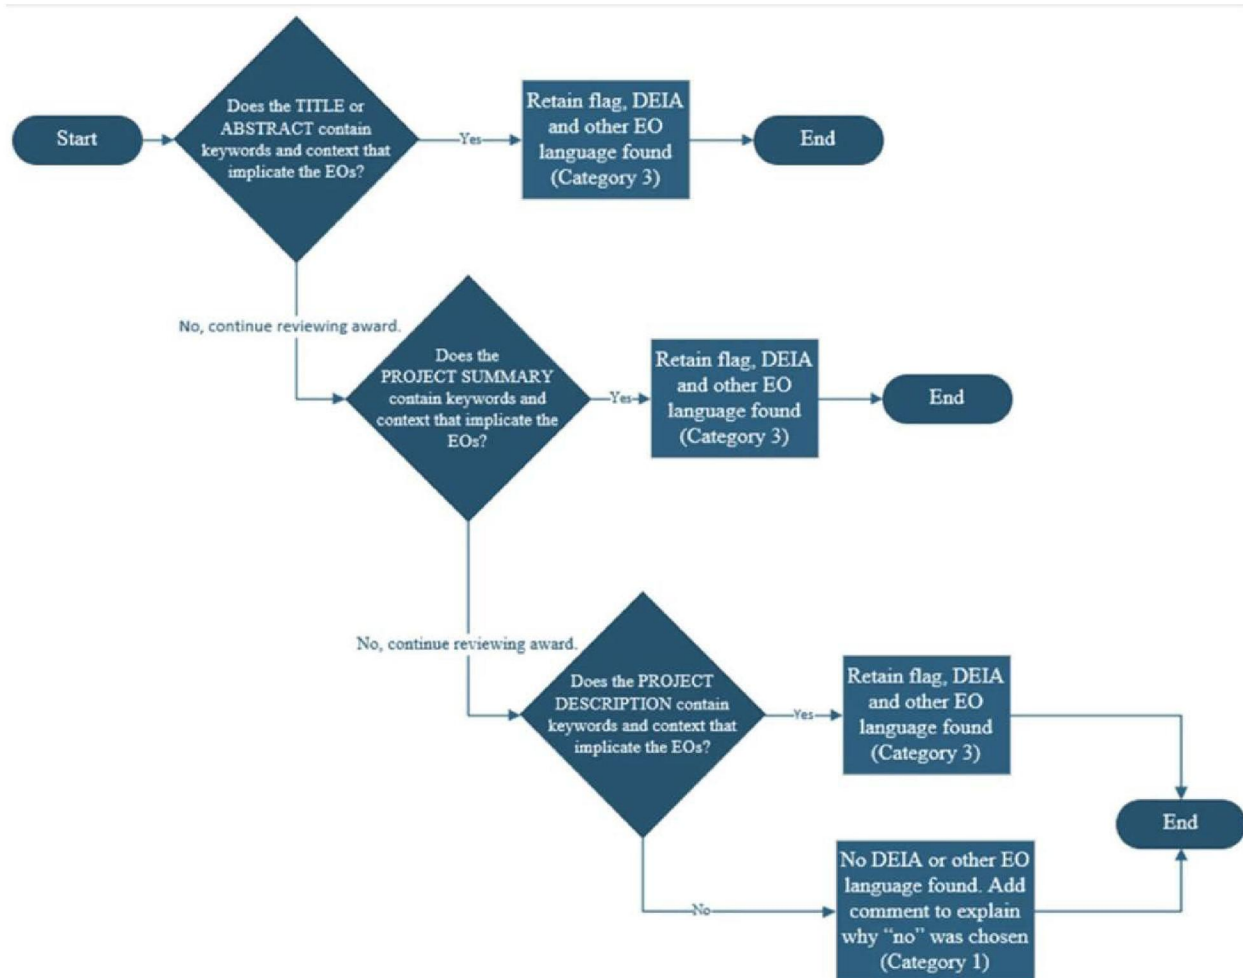 Start
Does the TITLE or
ABSTRACT contain
keywords and context that
implicate the EOs?
Yes
Retain flag, DEIA
and other EO
language found
(Category 3)
End
No, continue reviewing award.
Does the
PROJECT SUMMARY
contain keywords and
context that implicate the
EOs?
Yes
Retain flag, DEIA
and other EO
language found
(Category 3)
End
No, continue reviewing award.
Does the PROJECT
DESCRIPTION contain
keywords and context that
implicate the EOs?
Yes
Retain flag, DEIA
and other EO
language found
(Category 3)
End
No
No DEIA or other EO
language found. Add
comment to explain
why “no” was chosen
(Category 1)